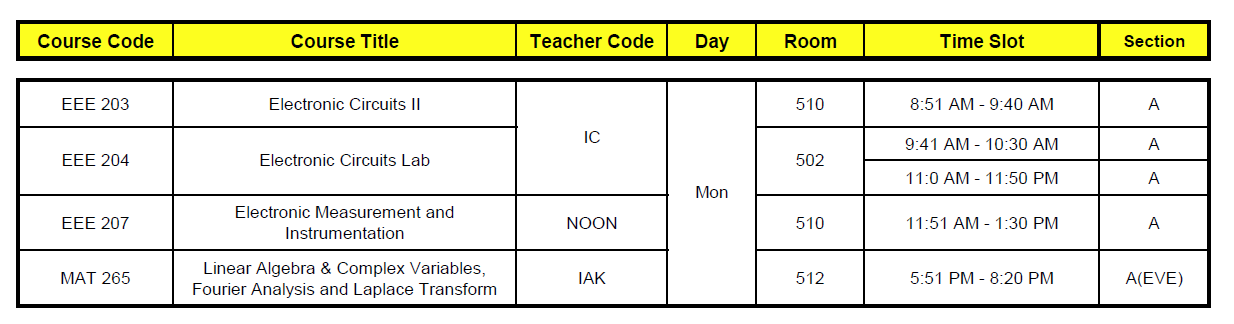 Course Code Course Title Teacher Code Day Room Time Slot Section
EEE 203 Electronic Circuits II IC Mon 510 8:51 AM - 9:40 AM A
EEE 204 Electronic Circuits Lab 502 9:41 AM - 10:30 AM A
11:0 AM - 11:50 PM A
EEE 207 Electronic Measurement and
Instrumentation NOON 510 11:51 AM - 1:30 PM A
MAT 265 Linear Algebra & Complex Variables,
Fourier Analysis and Laplace Transform IAK 512 5:51 PM - 8:20 PM A(EVE)